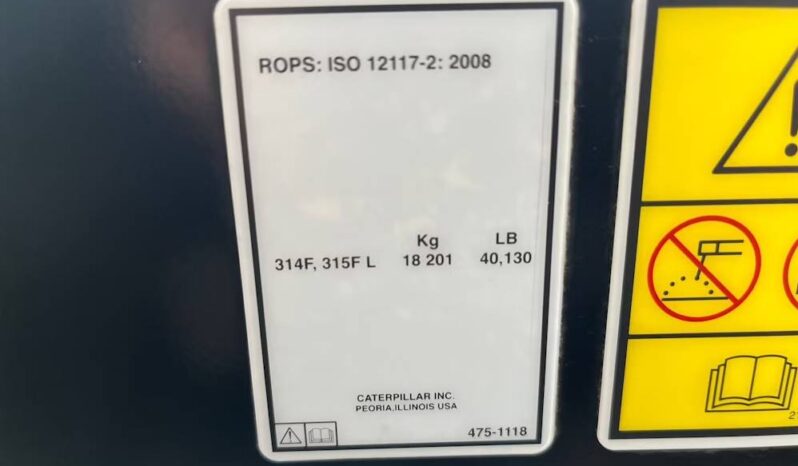 ROPS: ISO 12117-2: 2008
Kg LB
314F, 315F L 18 201 40,130
CATERPILLAR INC.
PEORIA,ILLINOIS USA
475-1118